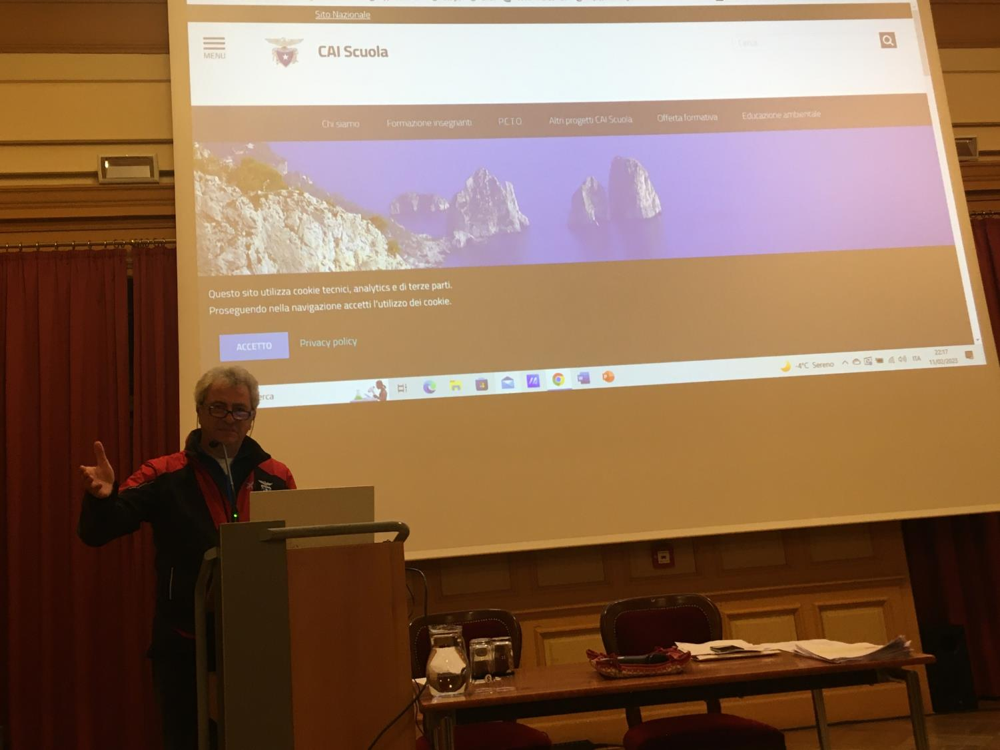 Sito Nazionale
MENU
CAI Scuola
Cerca
Chi siamo
Formazione insegnanti
P.C.T.O.
Altri progetti CAI Scuola
Offerta formativa
Educazione ambientale
Questo sito utilizza cookie tecnici, analytics e di terze parti.
Proseguendo nella navigazione accetti l'utilizzo dei cookie.
ACCETTO
Privacy policy
erca
-4°C Sereno
ITA
22:17
11/02/2023